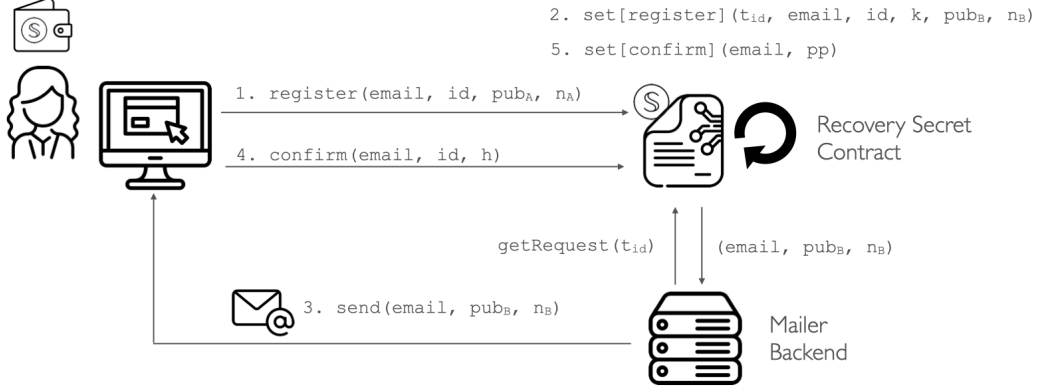 2. set[register](t_id, email, id, k, pub_B, n_B)
5. set[confirm](email, pp)
1. register(email, id, pub_A, n_A)
4. confirm(email, id, h)
Recovery Secret
Contract
getRequest(t_id)
(email, pub_B, n_B)
3. send(email, pub_B, n_B)
Mailer
Backend